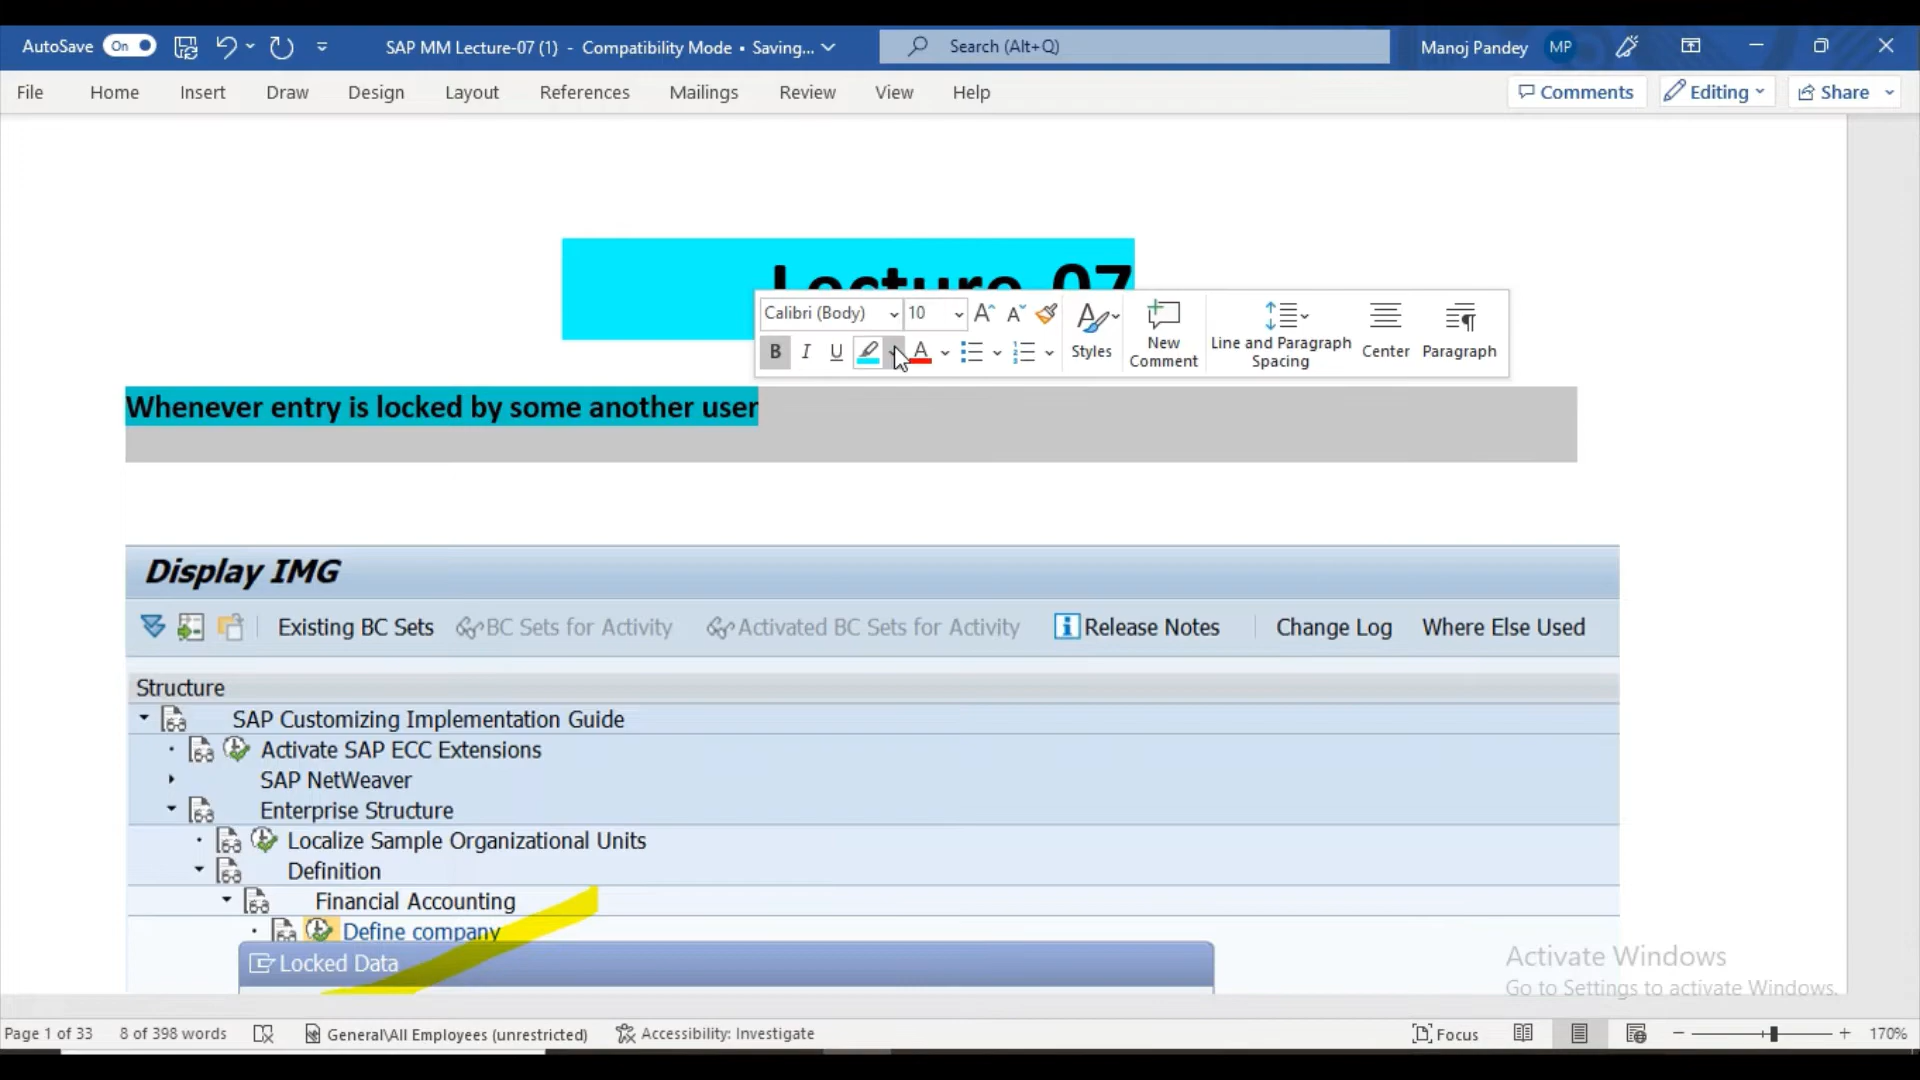 AutoSave On SAP MM Lecture-07 (1) - Compatibility Mode • Saving... Search (Alt+Q) Manoj Pandey MP
File Home Insert Draw Design Layout References Mailings Review View Help Comments Editing Share
Lecture-07
Calibri (Body) 10 A A A Styles New Comment Line and Paragraph Spacing Center Paragraph
B I U A
Whenever entry is locked by some another user
Display IMG
Existing BC Sets BC Sets for Activity Activated BC Sets for Activity Release Notes Change Log Where Else Used
Structure
SAP Customizing Implementation Guide
Activate SAP ECC Extensions
SAP NetWeaver
Enterprise Structure
Localize Sample Organizational Units
Definition
Financial Accounting
Define company
Locked Data
Activate Windows
Go to Settings to activate Windows.
Page 1 of 33 8 of 398 words General\All Employees (unrestricted) Accessibility: Investigate Focus 170%